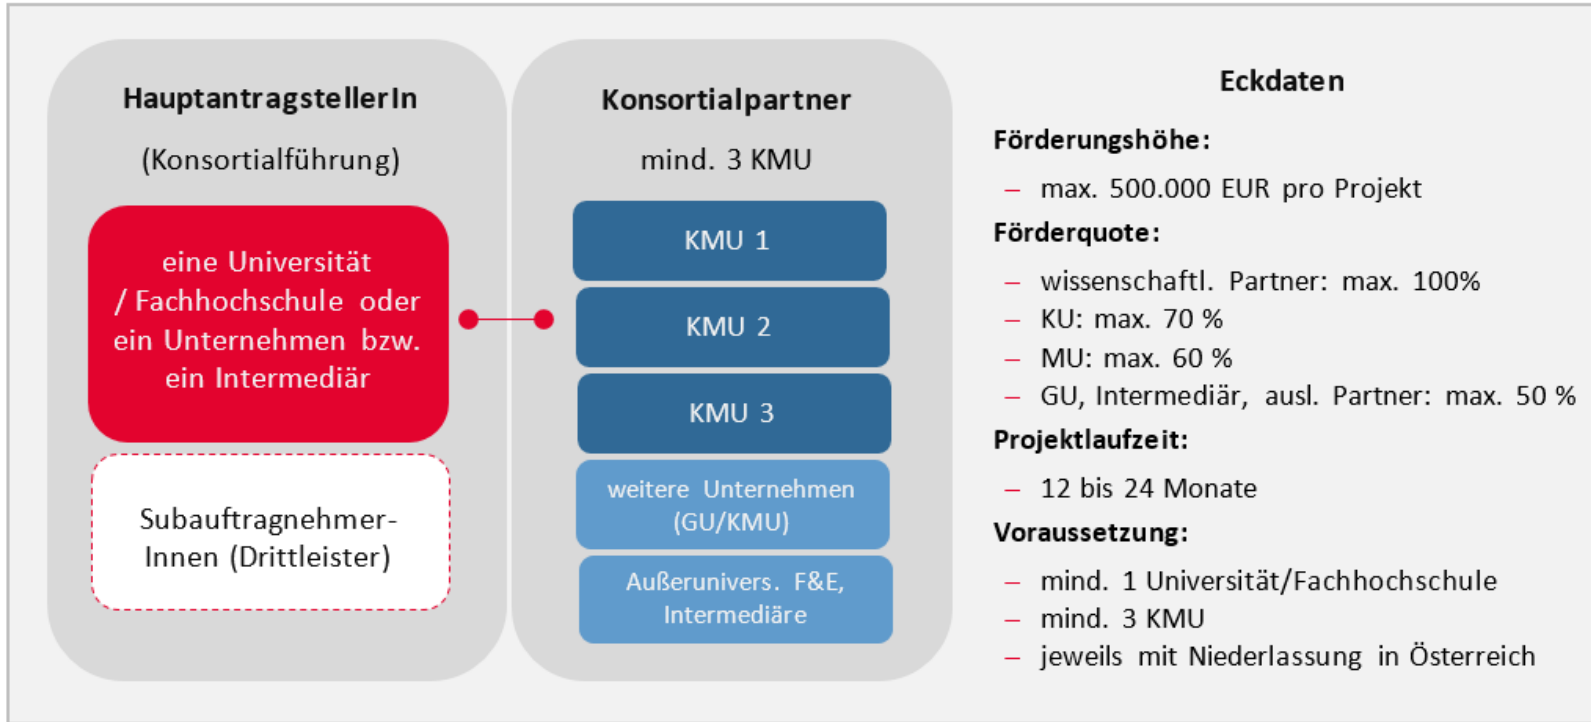 HauptantragstellerIn
(Konsortialführung)
eine Universität
/ Fachhochschule oder
ein Unternehmen bzw.
ein Intermediär
Subauftragnehmer-
Innen (Drittleister)
Konsortialpartner
mind. 3 KMU
KMU 1
KMU 2
KMU 3
weitere Unternehmen
(GU/KMU)
Außerunivers. F&E,
Intermediäre
Eckdaten
Förderungshöhe:
– max. 500.000 EUR pro Projekt
Förderquote:
– wissenschaftl. Partner: max. 100%
– KU: max. 70 %
– MU: max. 60 %
– GU, Intermediär, ausl. Partner: max. 50 %
Projektlaufzeit:
– 12 bis 24 Monate
Voraussetzung:
– mind. 1 Universität/Fachhochschule
– mind. 3 KMU
– jeweils mit Niederlassung in Österreich